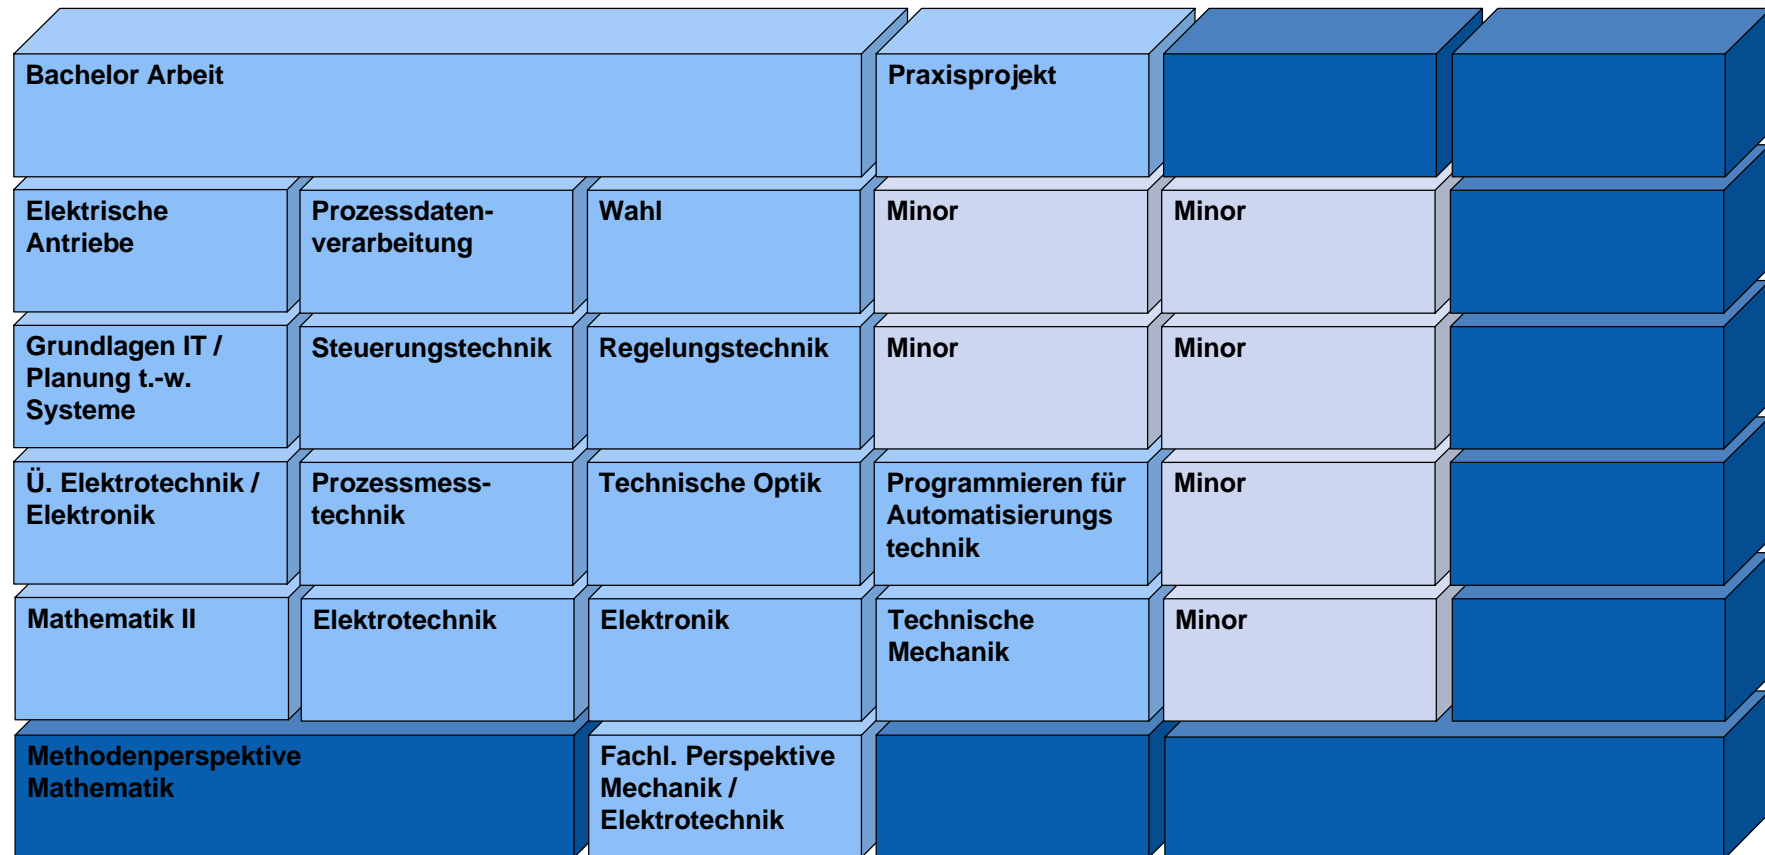 Bachelor Arbeit
Praxisprojekt
Elektrische
Antriebe
Prozessdaten-
verarbeitung
Wahl
Minor
Minor
Grundlagen IT /
Planung t.-w.
Systeme
Steuerungstechnik
Regelungstechnik
Minor
Minor
Ü. Elektrotechnik /
Elektronik
Prozessmess-
technik
Technische Optik
Programmieren für
Automatisierungs
technik
Minor
Mathematik II
Elektrotechnik
Elektronik
Technische
Mechanik
Minor
Methodenperspektive
Mathematik
Fachl. Perspektive
Mechanik /
Elektrotechnik